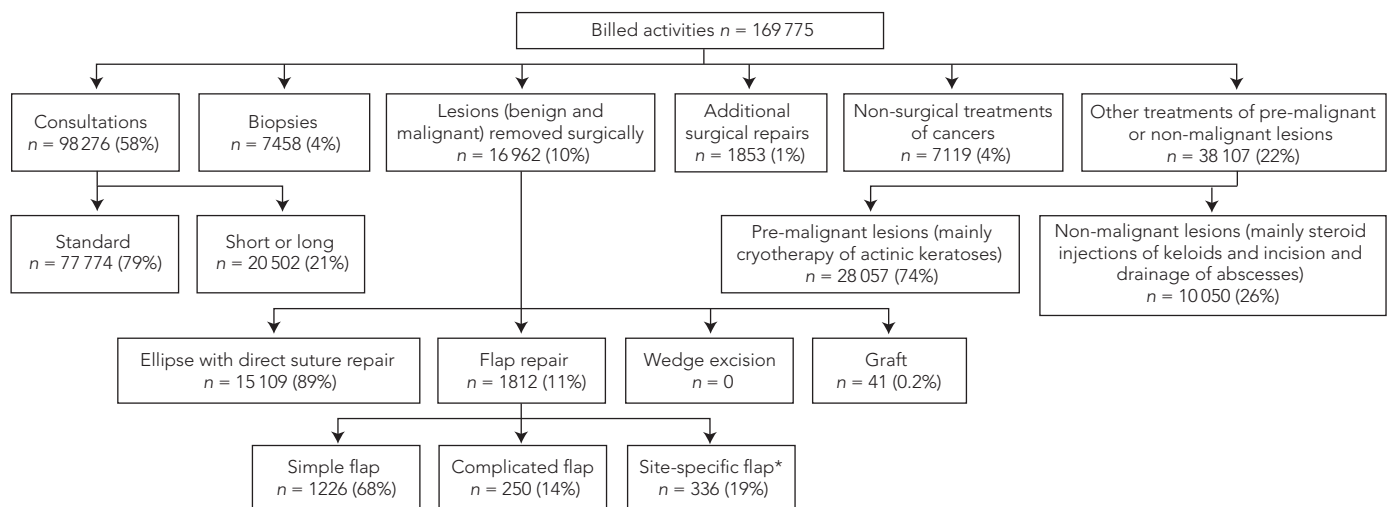 Billed activities n = 169 775
Consultations
n = 98 276 (58%)
Biopsies
n = 7458 (4%)
Lesions (benign and
malignant) removed surgically
n = 16 962 (10%)
Additional
surgical repairs
n = 1853 (1%)
Non-surgical treatments
of cancers
n = 7119 (4%)
Other treatments of pre-malignant
or non-malignant lesions
n = 38 107 (22%)
Standard
n = 77 774 (79%)
Short or long
n = 20 502 (21%)
Pre-malignant lesions (mainly
cryotherapy of actinic keratoses)
n = 28 057 (74%)
Non-malignant lesions (mainly steroid
injections of keloids and incision and
drainage of abscesses)
n = 10 050 (26%)
Ellipse with direct suture repair
n = 15 109 (89%)
Flap repair
n = 1812 (11%)
Wedge excision
n = 0
Graft
n = 41 (0.2%)
Simple flap
n = 1226 (68%)
Complicated flap
n = 250 (14%)
Site-specific flap*
n = 336 (19%)